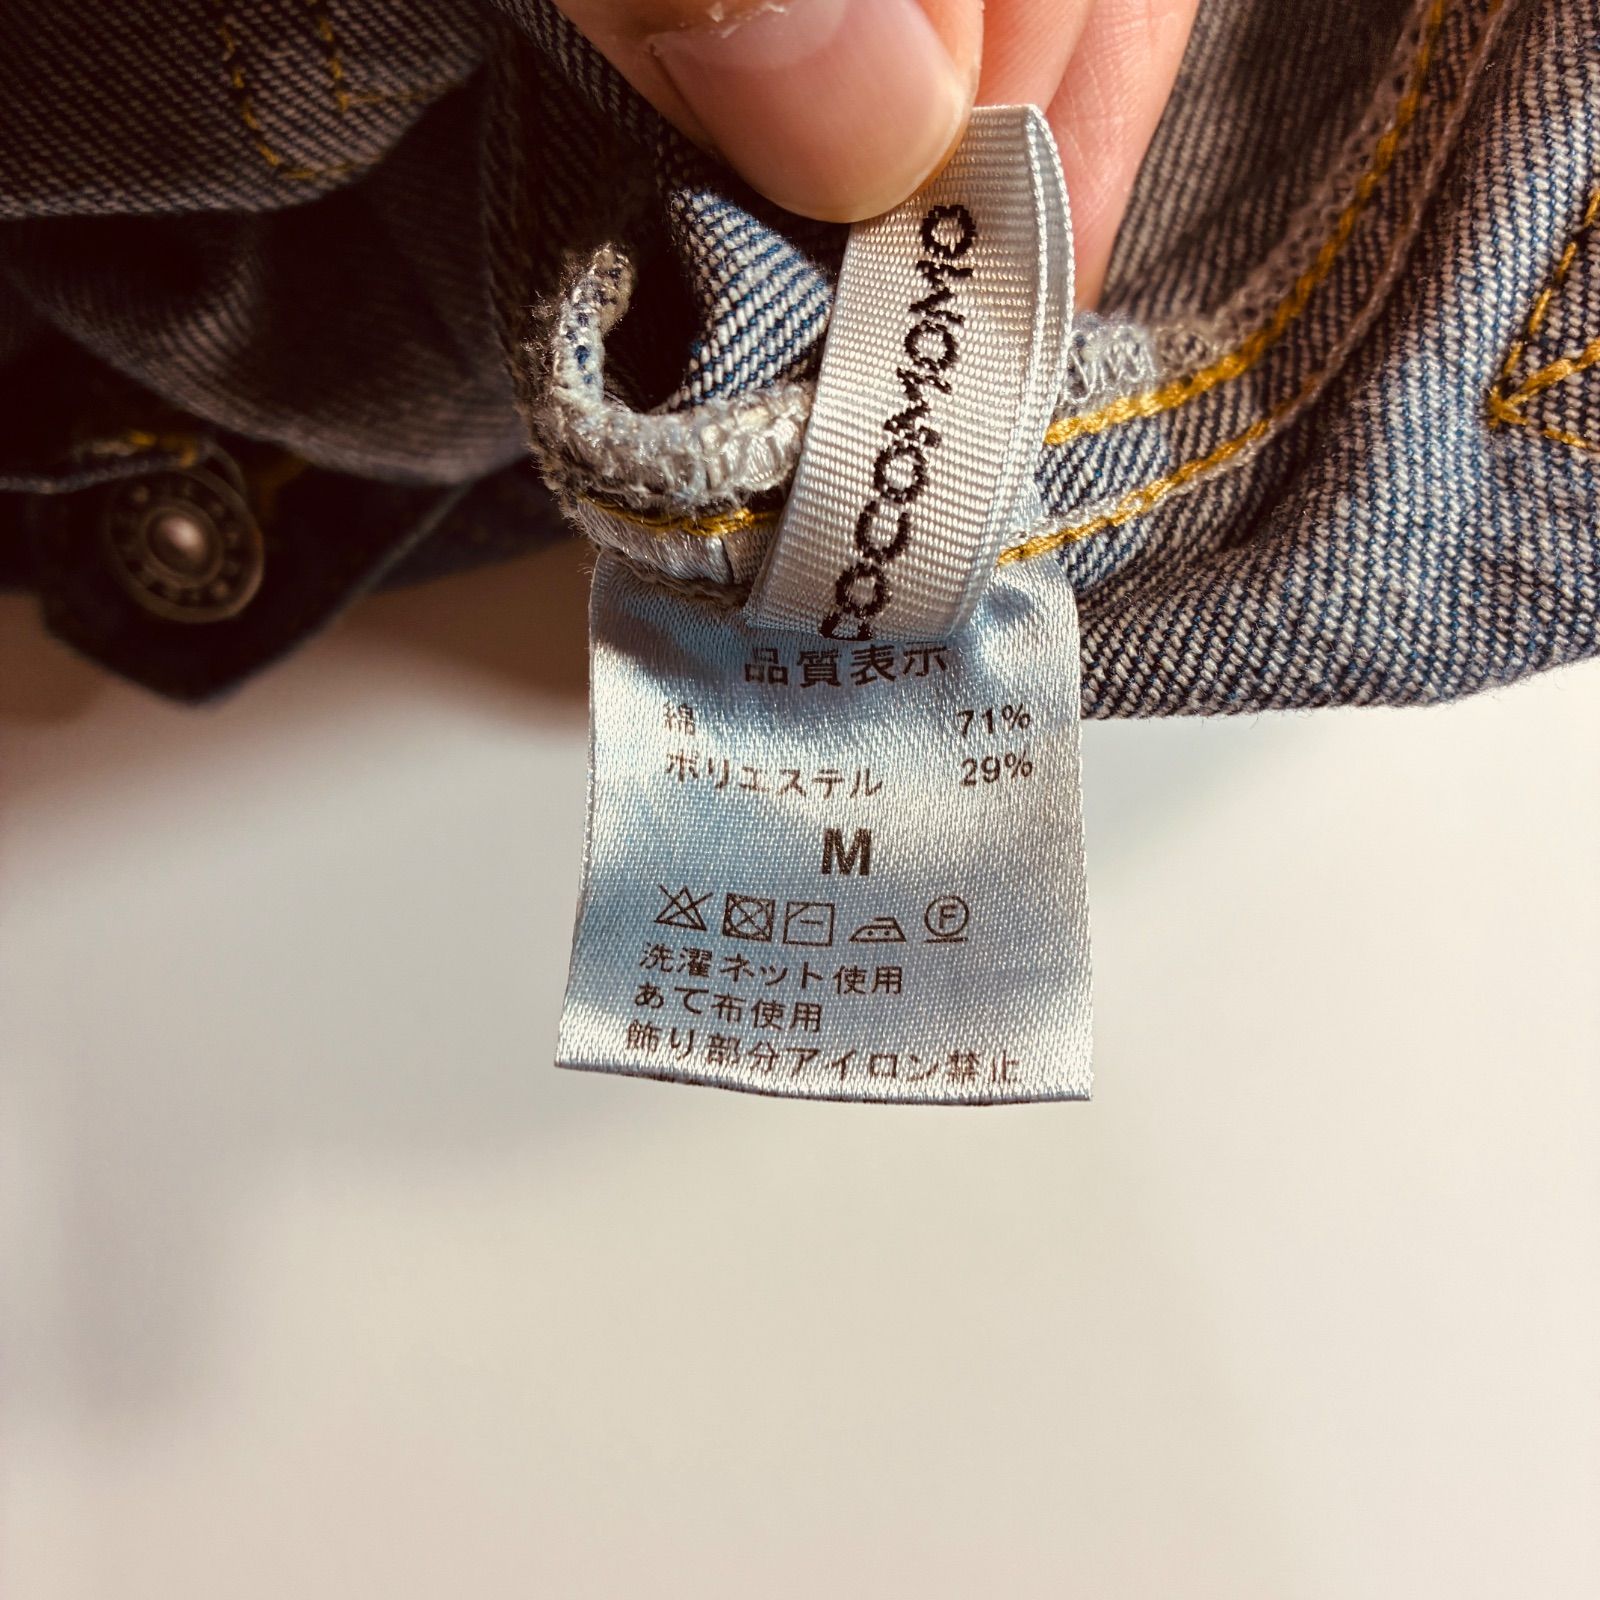 COCOMOMO
品質表示
綿 71%
ポリエステル 29%
M
F
洗濯ネット使用
あて布使用
飾り部分アイロン禁止